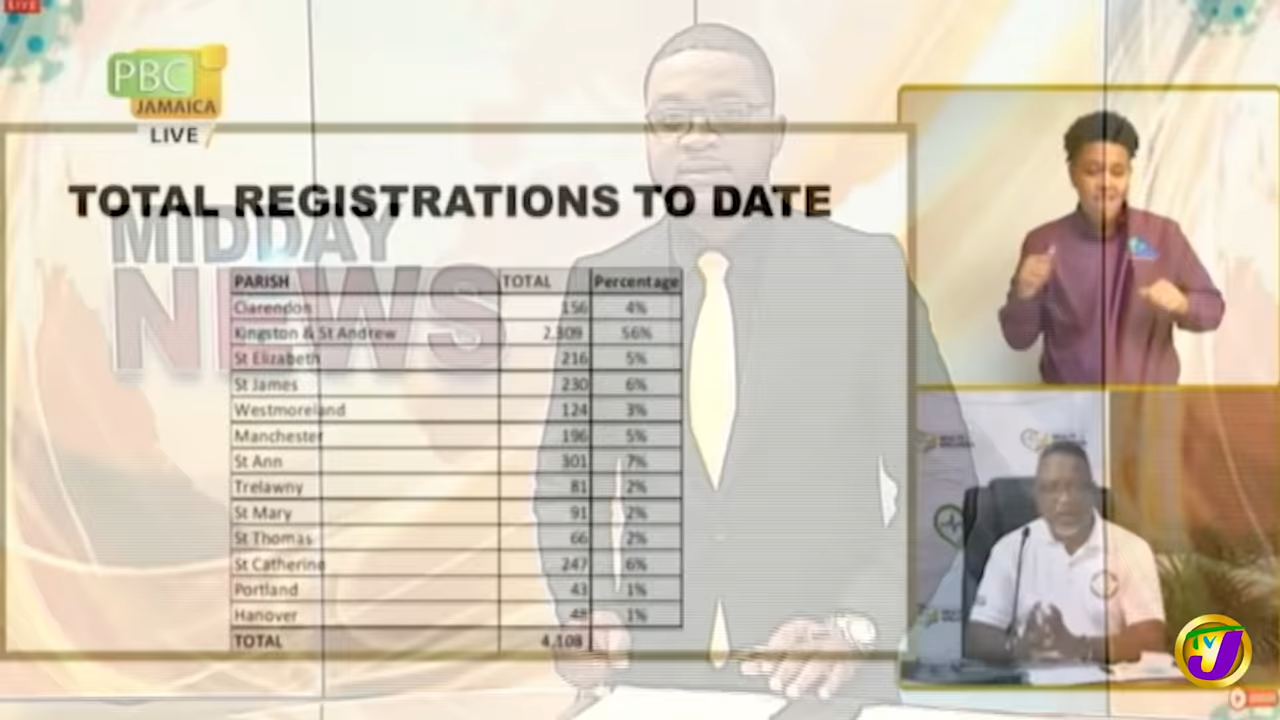 LIVE
PBC
JAMAICA
LIVE
TOTAL REGISTRATIONS TO DATE
MIDDAY
NEWS
PARISH TOTAL Percentage
Clarendon 156 4%
Kingston & St Andrew 2,309 56%
St Elizabeth 216 5%
St James 230 6%
Westmoreland 124 3%
Manchester 196 5%
St Ann 301 7%
Trelawny 81 2%
St Mary 91 2%
St Thomas 66 2%
St Catherine 247 6%
Portland 43 1%
Hanover 48 1%
TOTAL 4,108
TVJ